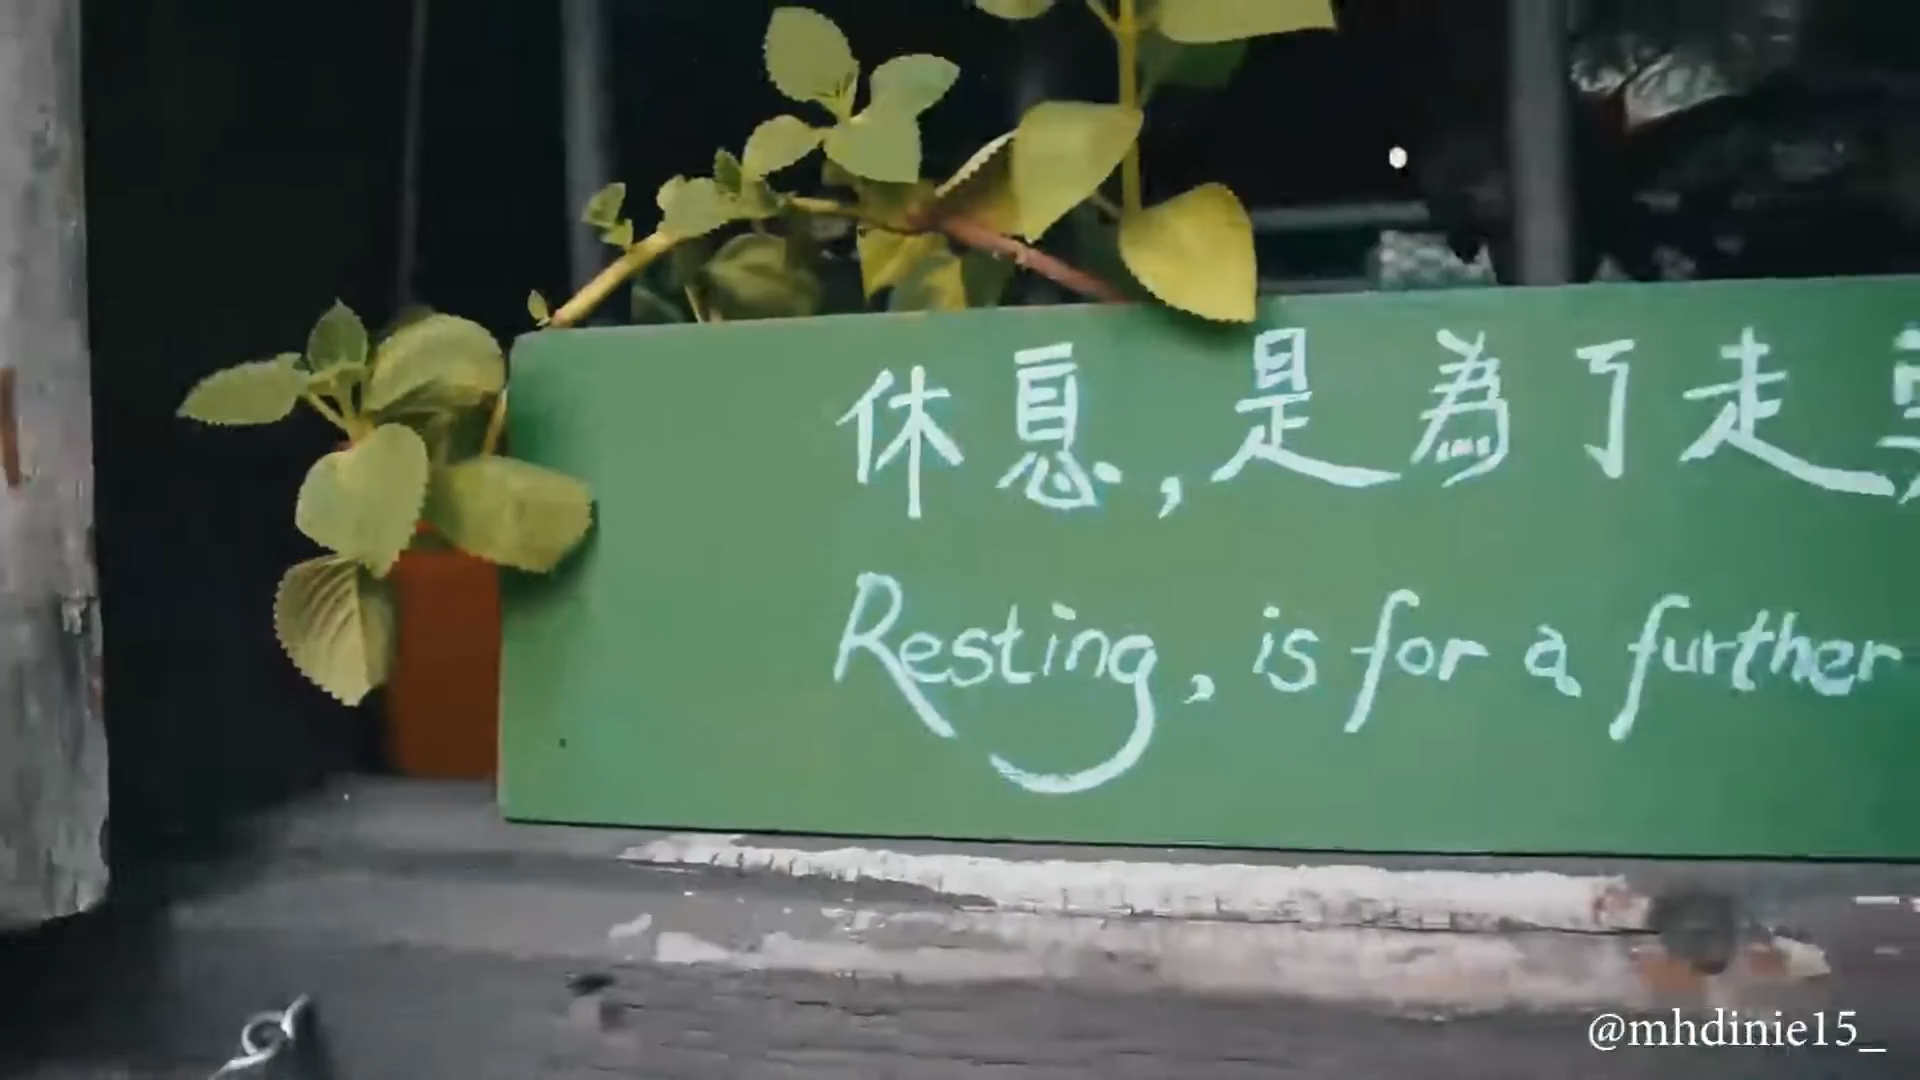 休息,是為了走
Resting, is for a further
@mhdinie15_